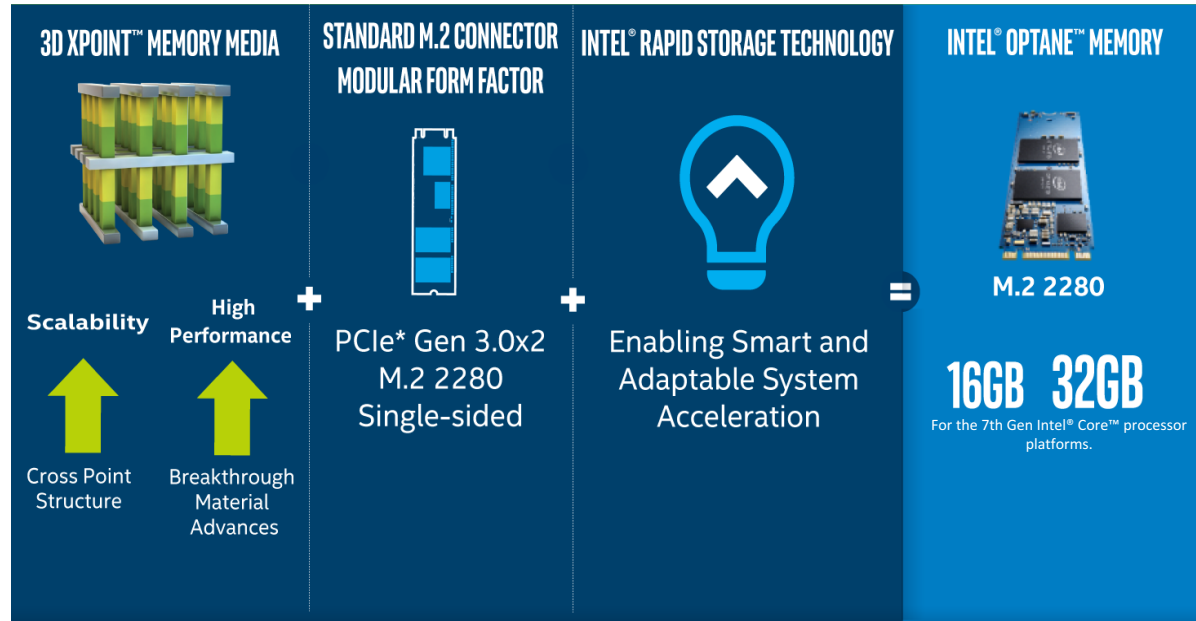 3D XPOINT™ MEMORY MEDIA
Scalability
High
Performance
Cross Point
Structure
Breakthrough
Material
Advances
+
STANDARD M.2 CONNECTOR
MODULAR FORM FACTOR
PCIe* Gen 3.0x2
M.2 2280
Single-sided
+
INTEL® RAPID STORAGE TECHNOLOGY
Enabling Smart and
Adaptable System
Acceleration
=
INTEL® OPTANE™ MEMORY
M.2 2280
16GB 32GB
For the 7th Gen Intel® Core™ processor
platforms.